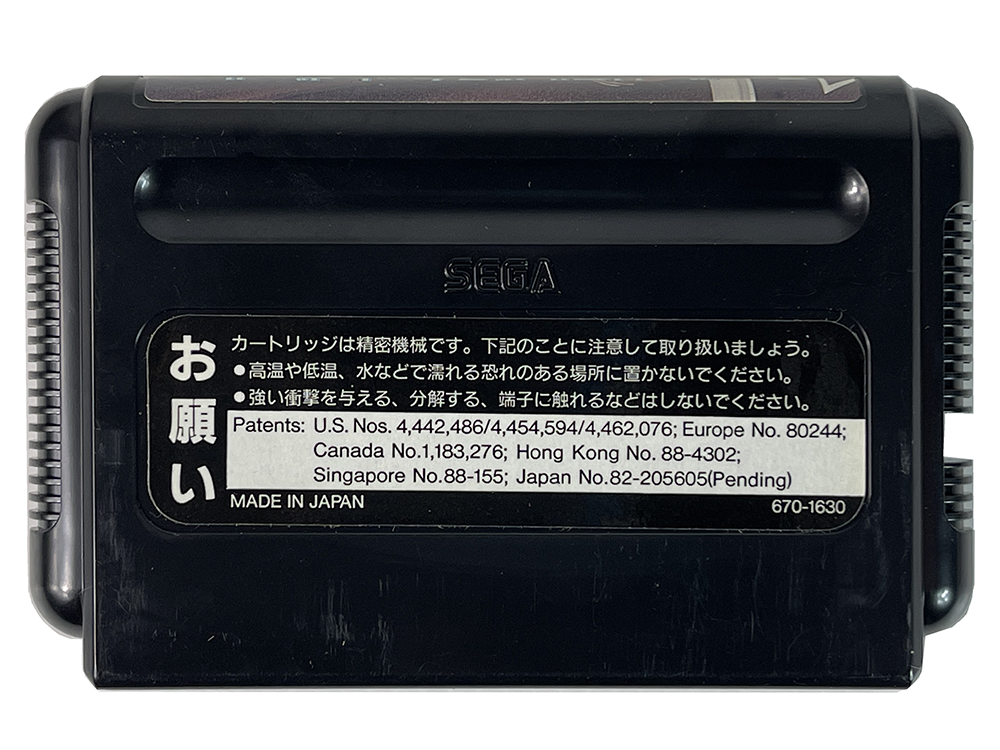 SEGA
お願い
カートリッジは精密機械です。下記のことに注意して取り扱いましょう。
●高温や低温、水などで濡れる恐れのある場所に置かないでください。
●強い衝撃を与える、分解する、端子に触れるなどはしないでください。
Patents: U.S. Nos. 4,442,486/4,454,594/4,462,076; Europe No. 80244;
Canada No.1,183,276; Hong Kong No. 88-4302;
Singapore No.88-155; Japan No.82-205605(Pending)
MADE IN JAPAN
670-1630